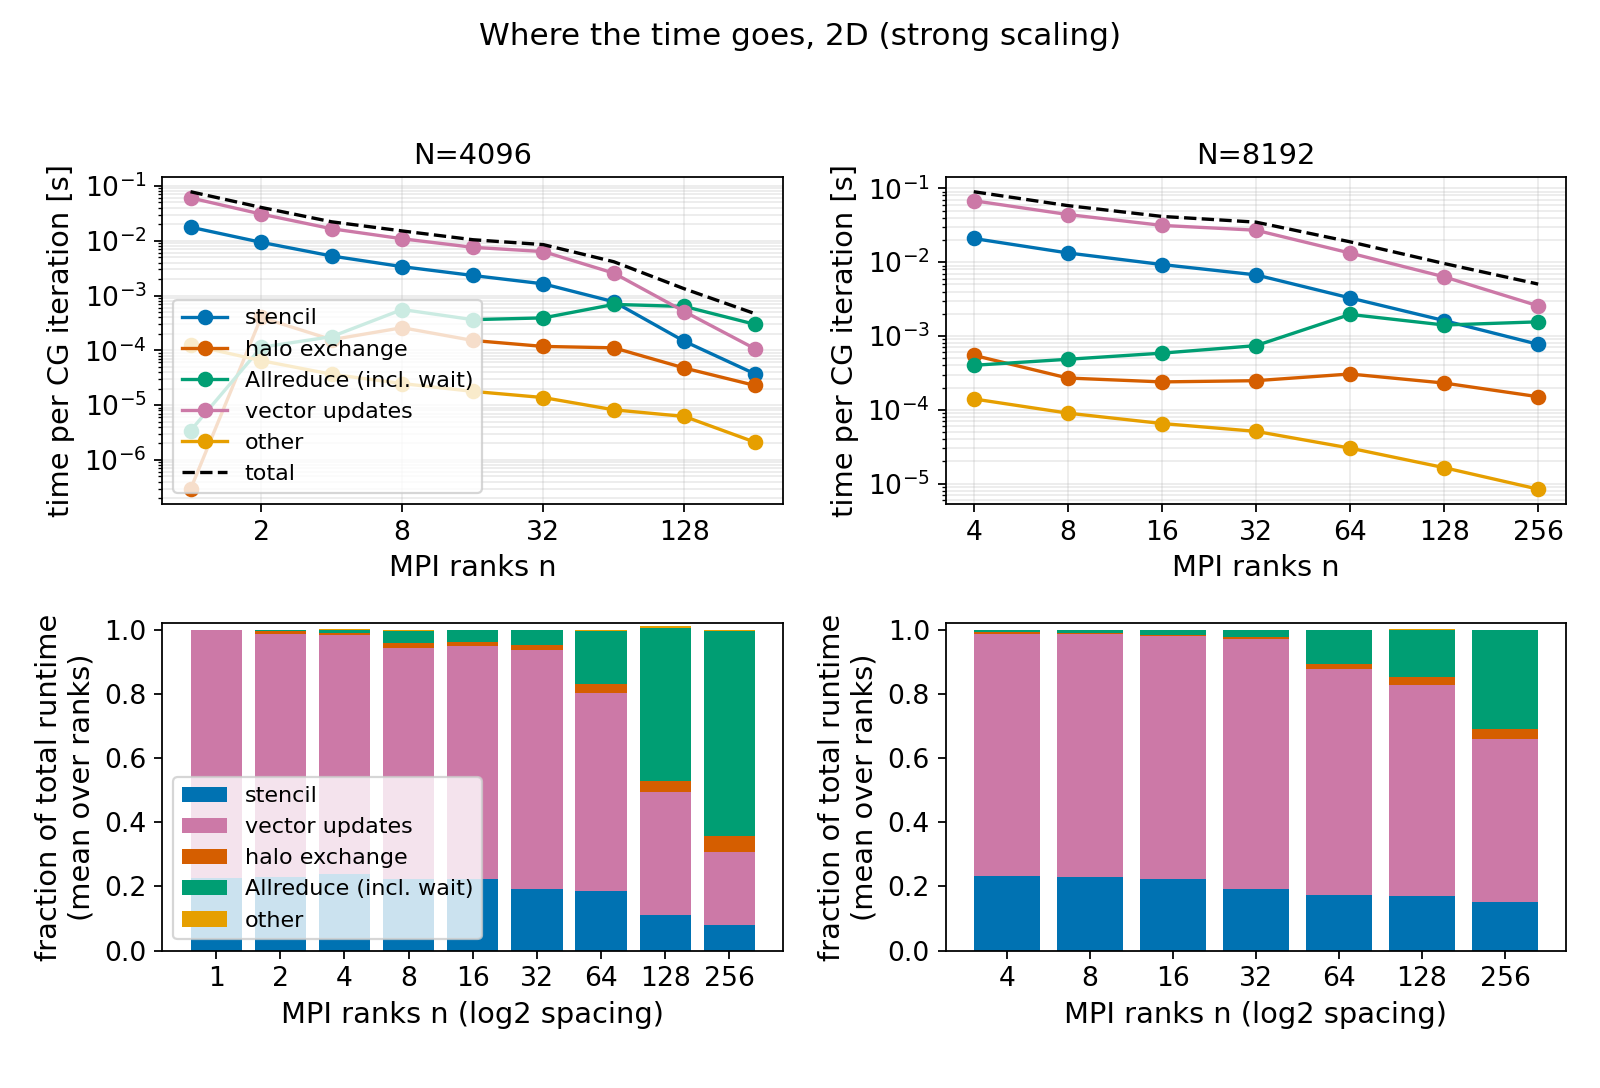 Where the time goes, 2D (strong scaling)
N=4096
time per CG iteration [s]
10⁻¹
10⁻²
10⁻³
10⁻⁴
10⁻⁵
10⁻⁶
stencil
halo exchange
Allreduce (incl. wait)
vector updates
other
total
2 8 32 128
MPI ranks n
N=8192
time per CG iteration [s]
10⁻¹
10⁻²
10⁻³
10⁻⁴
10⁻⁵
4 8 16 32 64 128 256
MPI ranks n
fraction of total runtime
(mean over ranks)
1.0
0.8
0.6
0.4
0.2
0.0
stencil
vector updates
halo exchange
Allreduce (incl. wait)
other
1 2 4 8 16 32 64 128 256
MPI ranks n (log2 spacing)
fraction of total runtime
(mean over ranks)
1.0
0.8
0.6
0.4
0.2
0.0
4 8 16 32 64 128 256
MPI ranks n (log2 spacing)